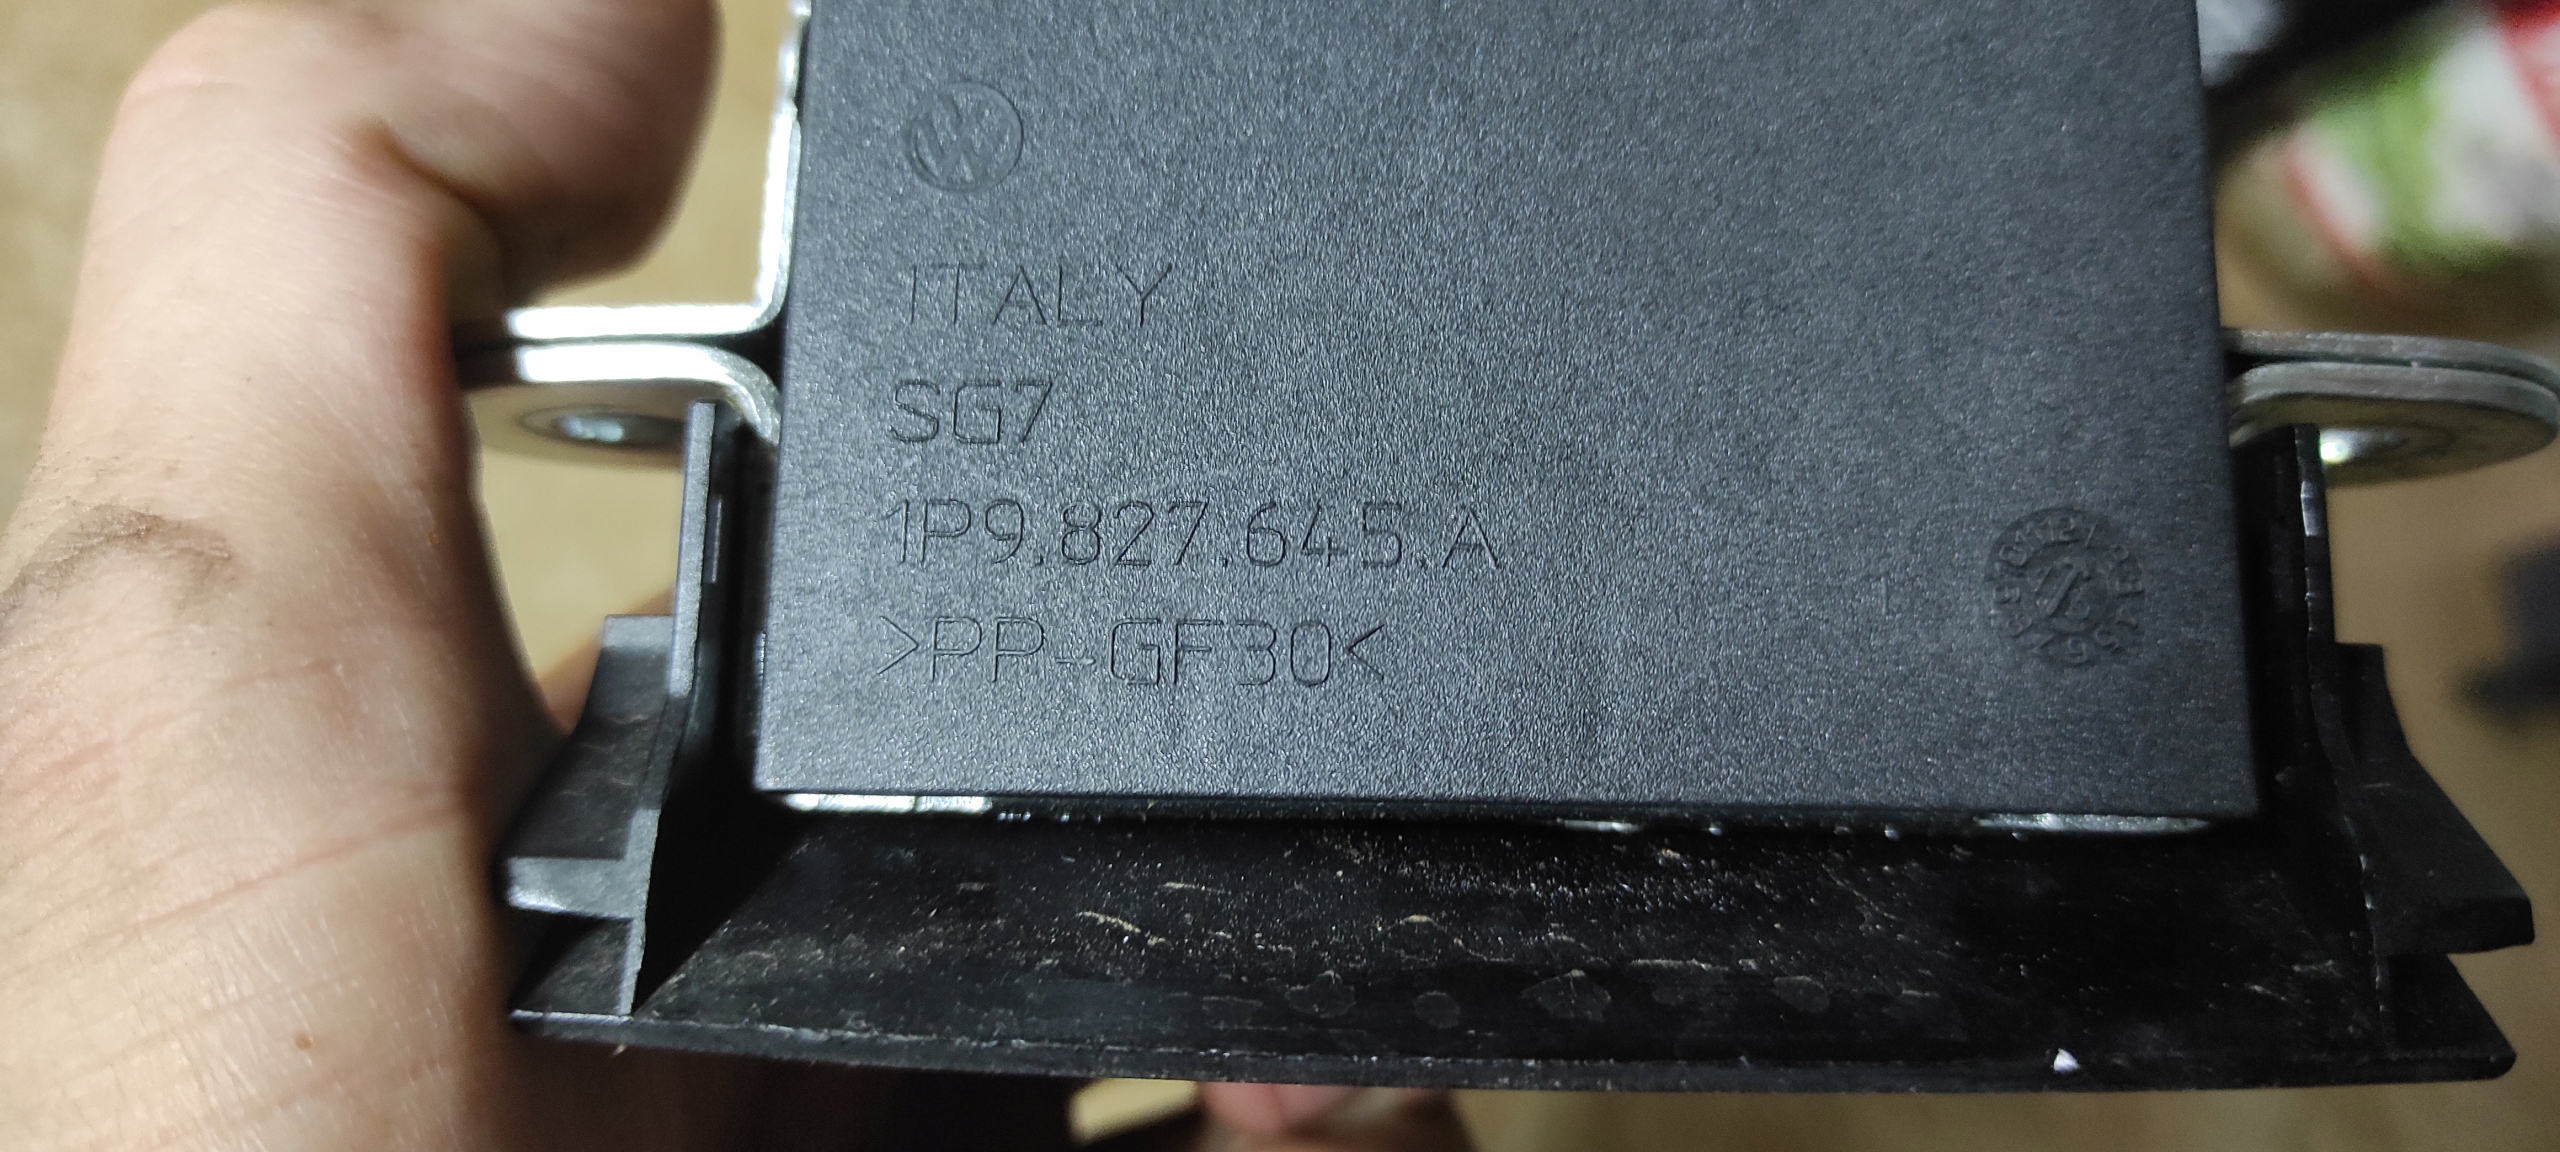 ITALY
SG7
1P9.827.645.A
>PP-GF30<